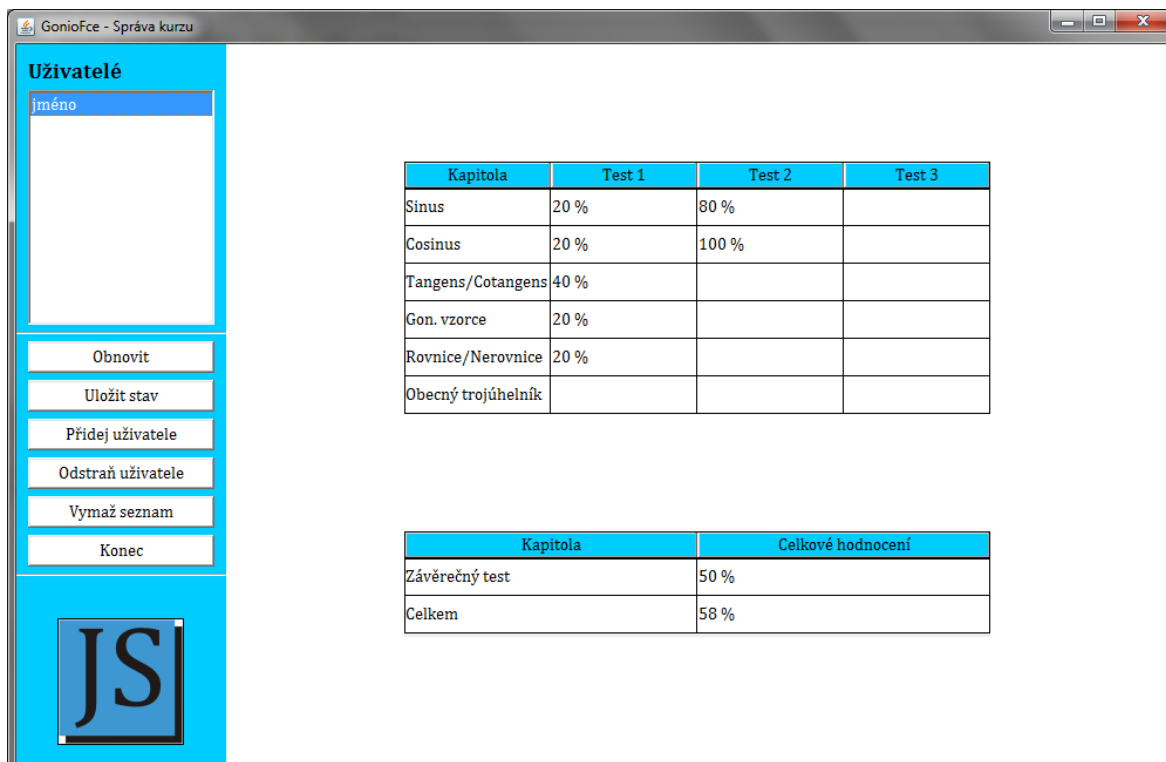 GonioFce - Správa kurzu
Uživatelé
jméno
Obnovit
Uložit stav
Přidej uživatele
Odstraň uživatele
Vymaž seznam
Konec
JS
Kapitola Test 1 Test 2 Test 3
Sinus 20 % 80 %
Cosinus 20 % 100 %
Tangens/Cotangens 40 %
Gon. vzorce 20 %
Rovnice/Nerovnice 20 %
Obecný trojúhelník
Kapitola Celkové hodnocení
Závěrečný test 50 %
Celkem 58 %